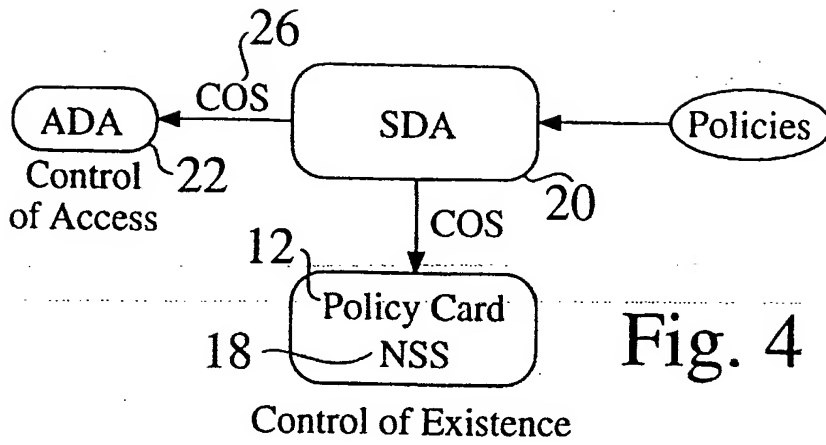 26
COS
ADA
SDA
Policies
22
Control
of Access
20
COS
12
Policy Card
18
NSS
Fig. 4
Control of Existence